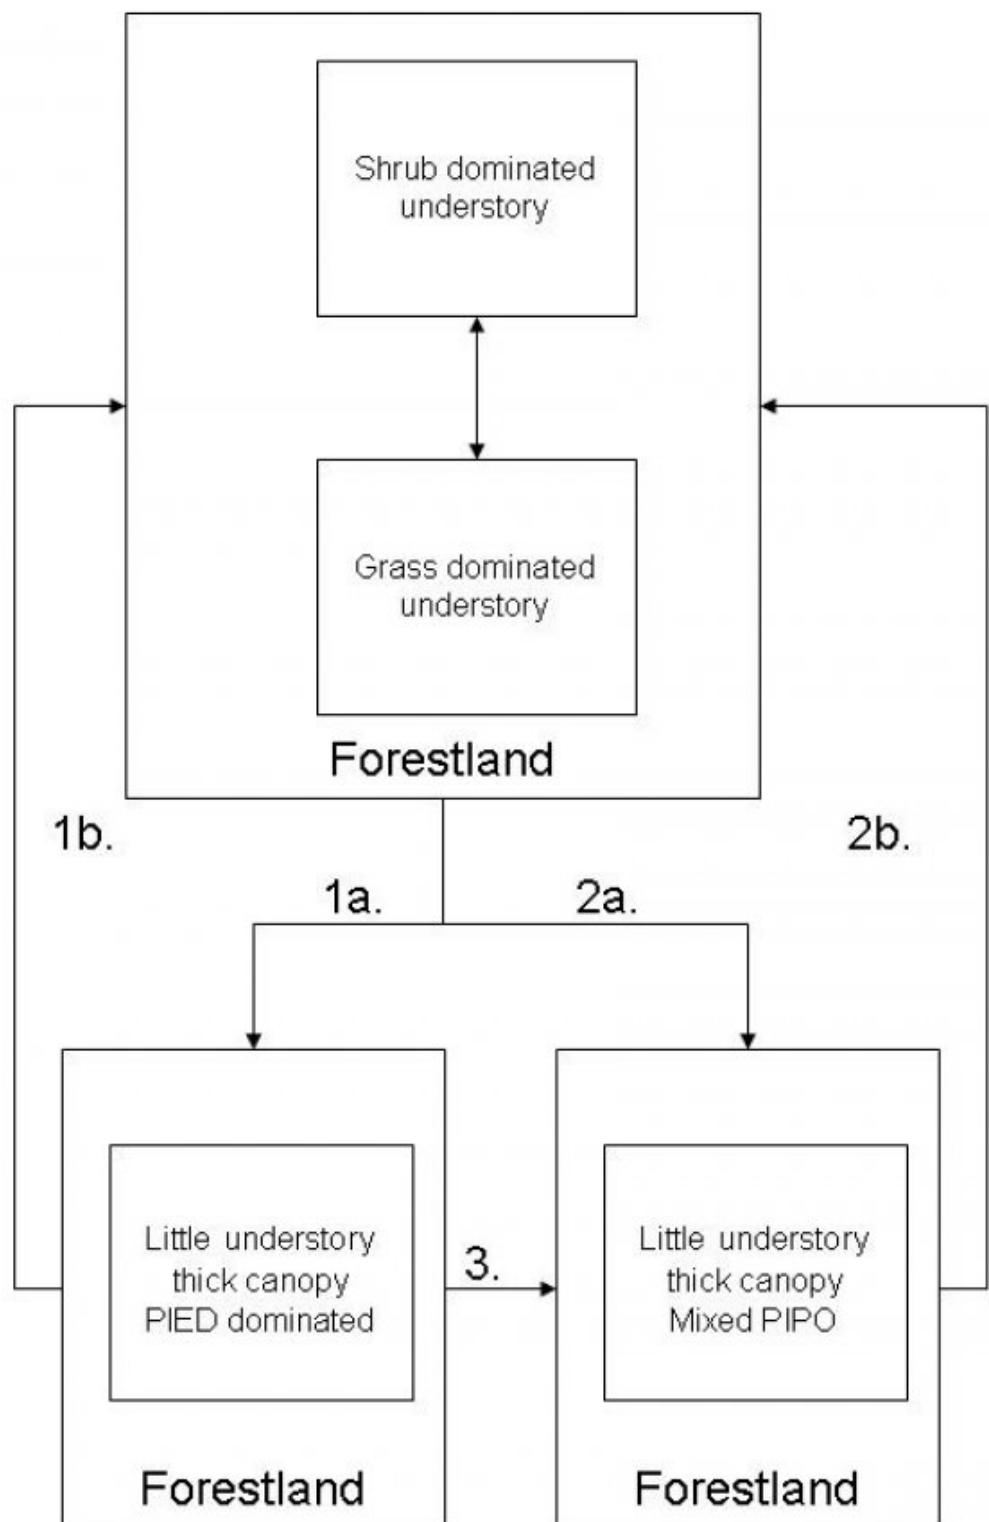 Shrub dominated
understory
Grass dominated
understory
Forestland
1b.
2b.
1a.
2a.
Little understory
thick canopy
PIED dominated
3.
Little understory
thick canopy
Mixed PIPO
Forestland
Forestland